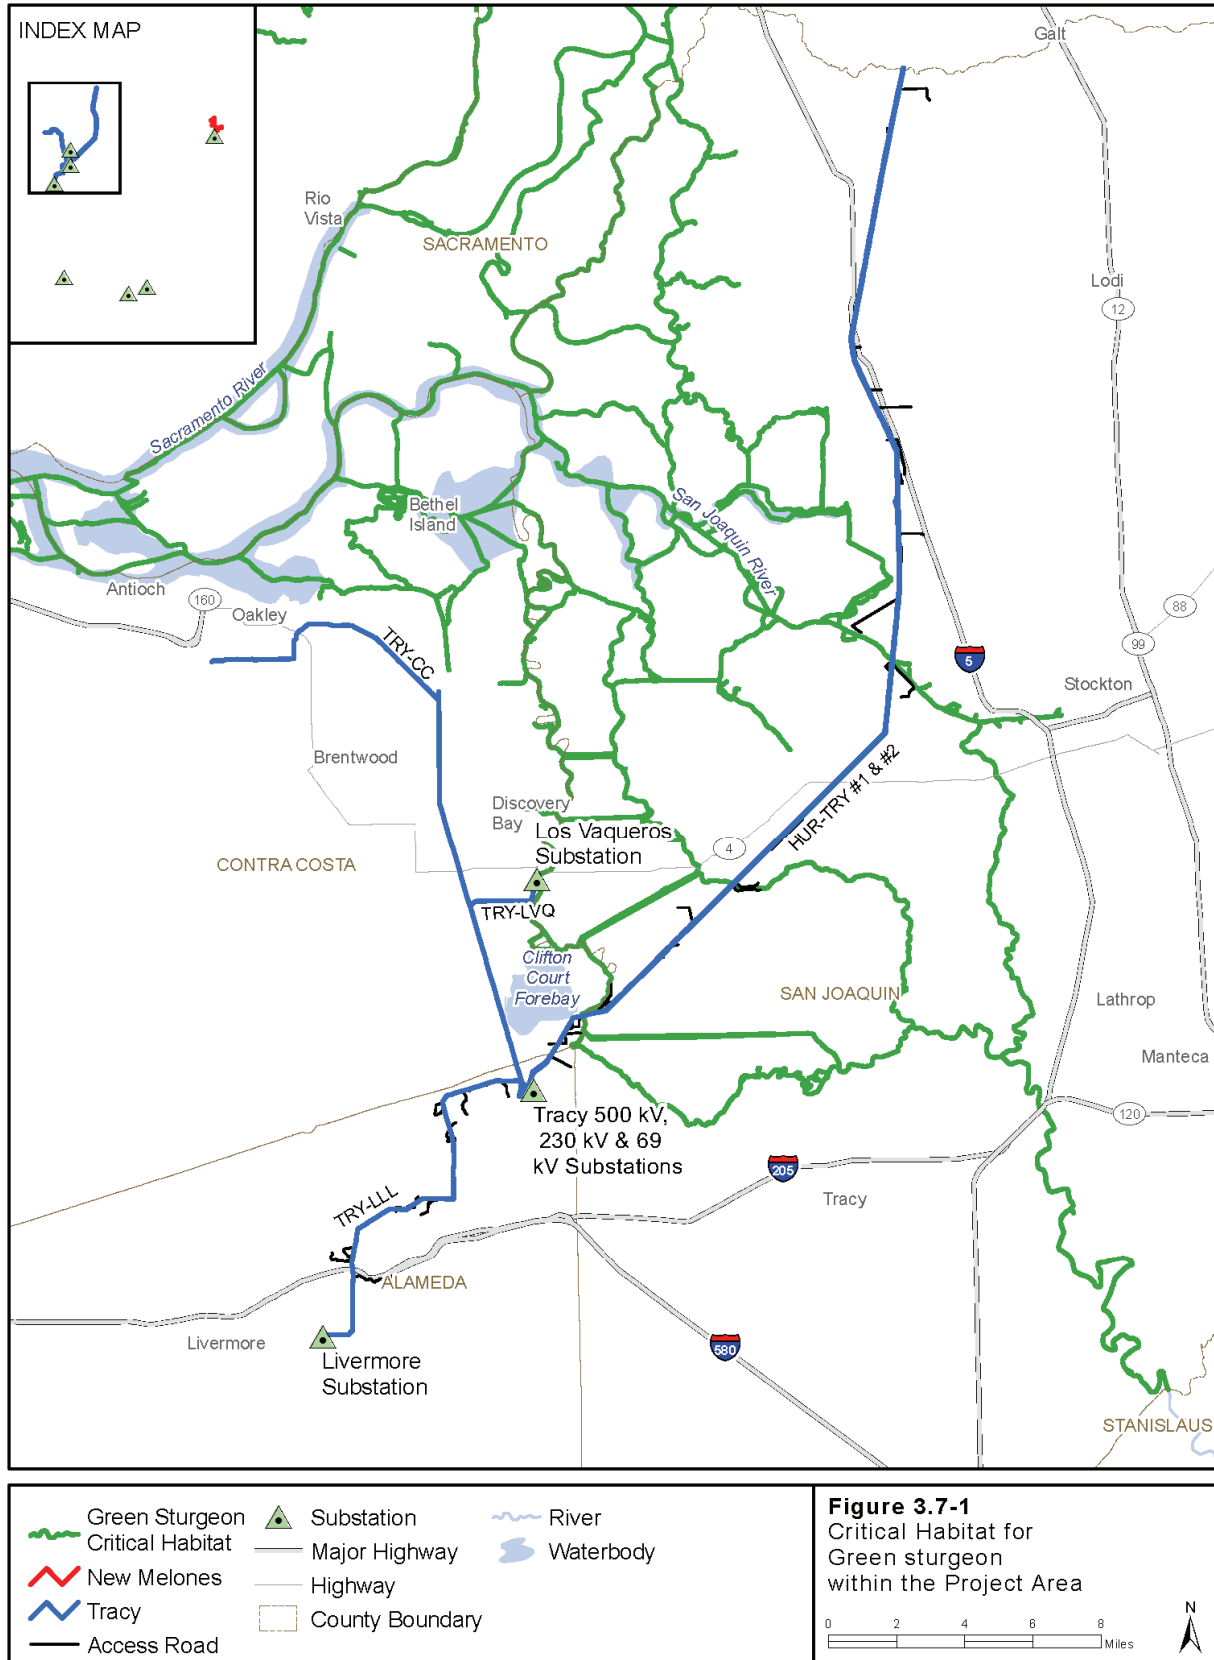 INDEX MAP
Galt
Rio
Vista
SACRAMENTO
Lodi
12
Sacramento River
Bethel
Island
San Joaquin River
Antioch
160
Oakley
88
99
TRY-CC
5
Stockton
Brentwood
HUR-TRY #1 & #2
Discovery
Bay
Los Vaqueros
Substation
4
CONTRA COSTA
TRY-LVQ
Clifton
Court
Forebay
SAN JOAQUIN
Lathrop
Manteca
Tracy 500 kV,
230 kV & 69
kV Substations
120
205
Tracy
TRY-LLL
ALAMEDA
Livermore
580
Livermore
Substation
STANISLAUS
Green Sturgeon
Critical Habitat
New Melones
Tracy
Access Road
Substation
Major Highway
Highway
County Boundary
River
Waterbody
Figure 3.7-1
Critical Habitat for
Green sturgeon
within the Project Area
0 2 4 6 8
Miles
N